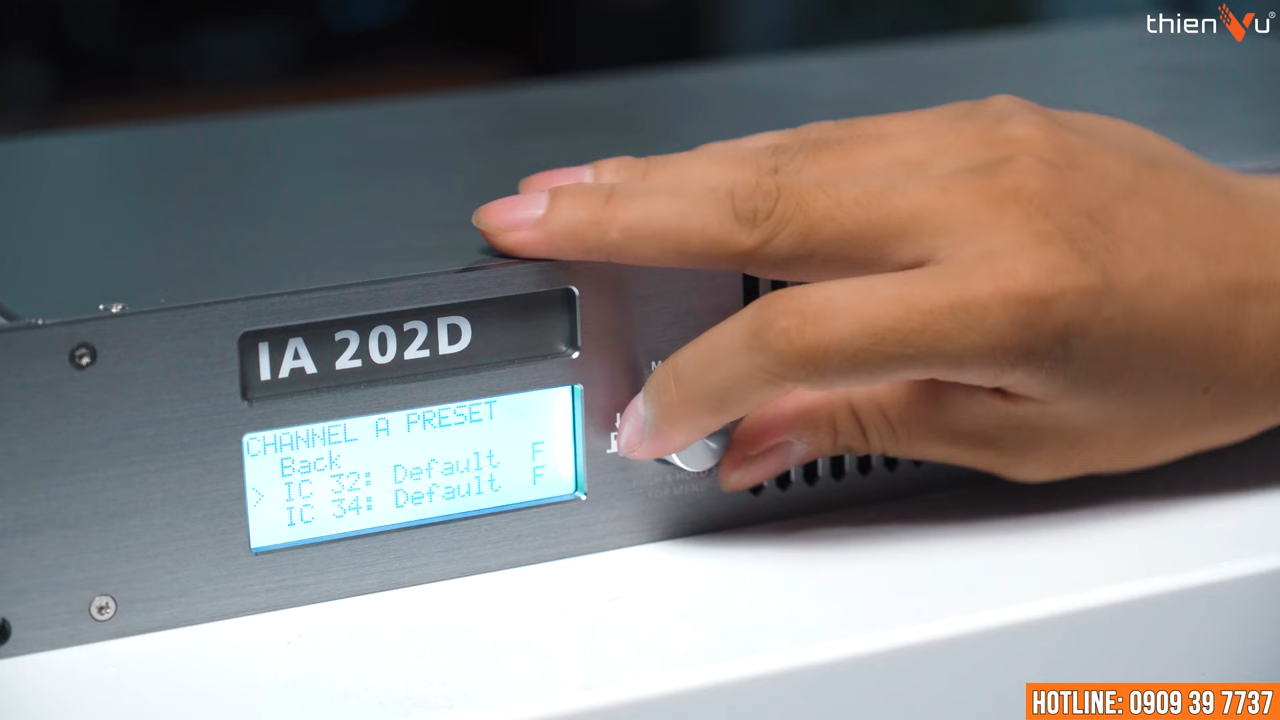 thienVu®
IA 202D
CHANNEL A PRESET
Back
> IC 32: Default F
IC 34: Default F
HOTLINE: 0909 39 7737